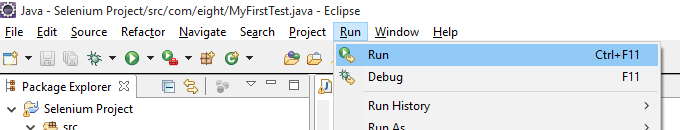 Java - Selenium Project/src/com/eight/MyFirstTest.java - Eclipse
File Edit Source Refactor Navigate Search Project Run Window Help
Run Ctrl+F11
Debug F11
Package Explorer
Run History
Selenium Project
src
Run As